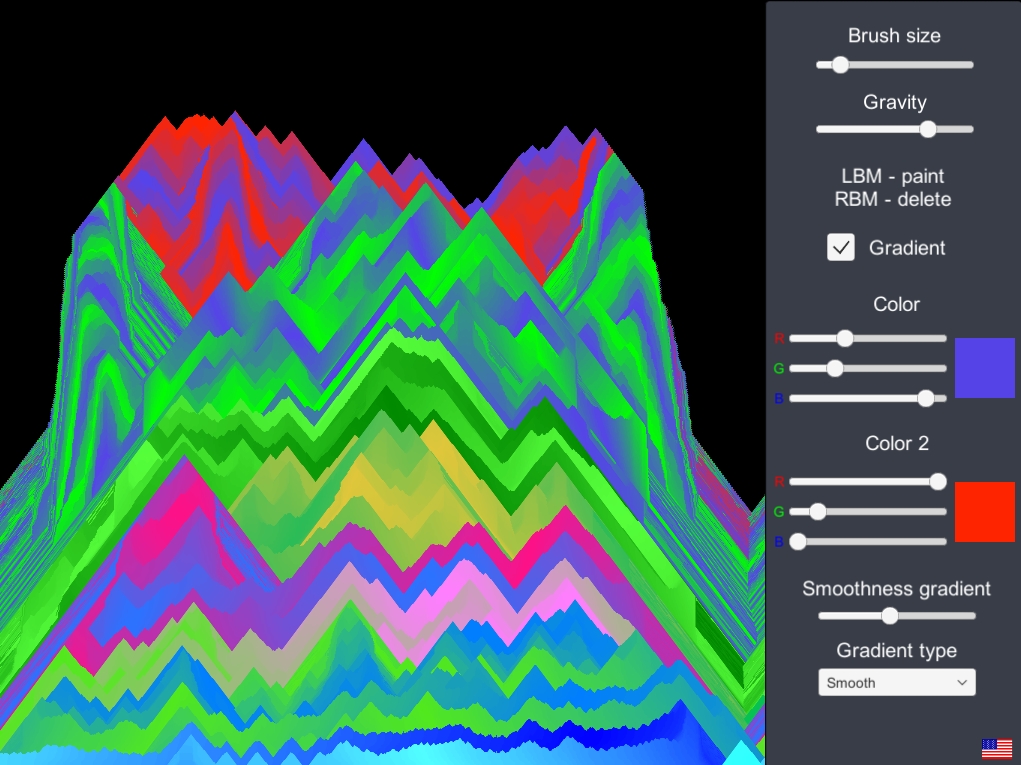 Brush size
Gravity
LBM - paint
RBM - delete
Gradient
Color
R
G
B
Color 2
R
G
B
Smoothness gradient
Gradient type
Smooth